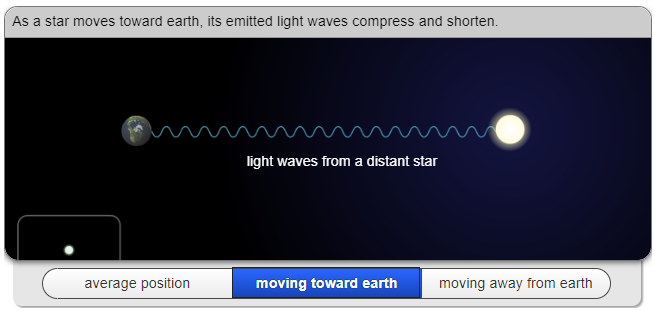 As a star moves toward earth, its emitted light waves compress and shorten.
light waves from a distant star
average position
moving toward earth
moving away from earth